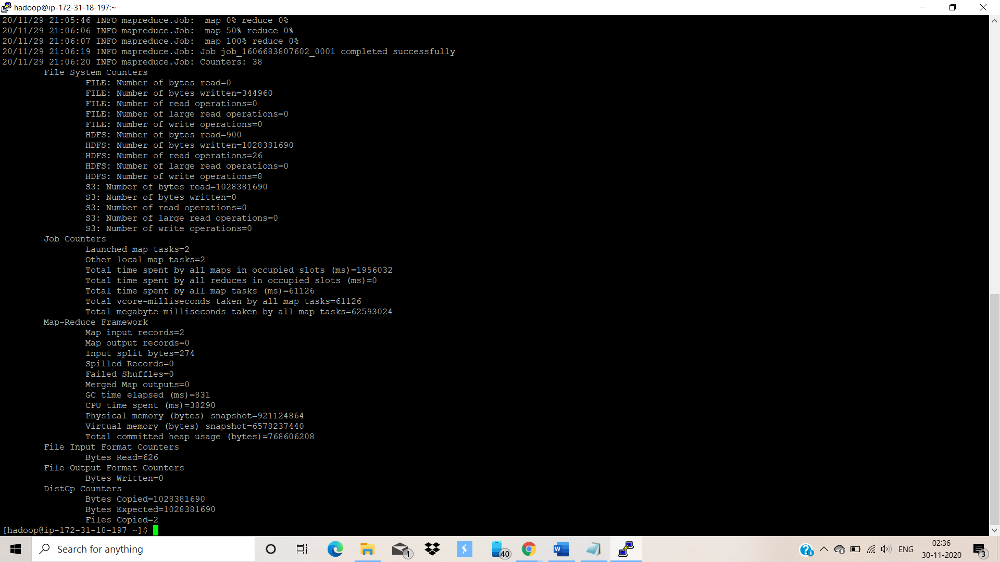 hadoop@ip-172-31-18-197:~
20/11/29 21:05:46 INFO mapreduce.Job:  map 0% reduce 0%
20/11/29 21:06:06 INFO mapreduce.Job:  map 50% reduce 0%
20/11/29 21:06:07 INFO mapreduce.Job:  map 100% reduce 0%
20/11/29 21:06:19 INFO mapreduce.Job: Job job_1606683807602_0001 completed successfully
20/11/29 21:06:20 INFO mapreduce.Job: Counters: 38
File System Counters
FILE: Number of bytes read=0
FILE: Number of bytes written=344960
FILE: Number of read operations=0
FILE: Number of large read operations=0
FILE: Number of write operations=0
HDFS: Number of bytes read=900
HDFS: Number of bytes written=1028381690
HDFS: Number of read operations=26
HDFS: Number of large read operations=0
HDFS: Number of write operations=8
S3: Number of bytes read=1028381690
S3: Number of bytes written=0
S3: Number of read operations=0
S3: Number of large read operations=0
S3: Number of write operations=0
Job Counters
Launched map tasks=2
Other local map tasks=2
Total time spent by all maps in occupied slots (ms)=1956032
Total time spent by all reduces in occupied slots (ms)=0
Total time spent by all map tasks (ms)=61126
Total vcore-milliseconds taken by all map tasks=61126
Total megabyte-milliseconds taken by all map tasks=62593024
Map-Reduce Framework
Map input records=2
Map output records=0
Input split bytes=274
Spilled Records=0
Failed Shuffles=0
Merged Map outputs=0
GC time elapsed (ms)=831
CPU time spent (ms)=38290
Physical memory (bytes) snapshot=921124864
Virtual memory (bytes) snapshot=6578237440
Total committed heap usage (bytes)=768606208
File Input Format Counters
Bytes Read=626
File Output Format Counters
Bytes Written=0
DistCp Counters
Bytes Copied=1028381690
Bytes Expected=1028381690
Files Copied=2
[hadoop@ip-172-31-18-197 ~]$
Search for anything
1
40
W
ENG
02:36
30-11-2020
3